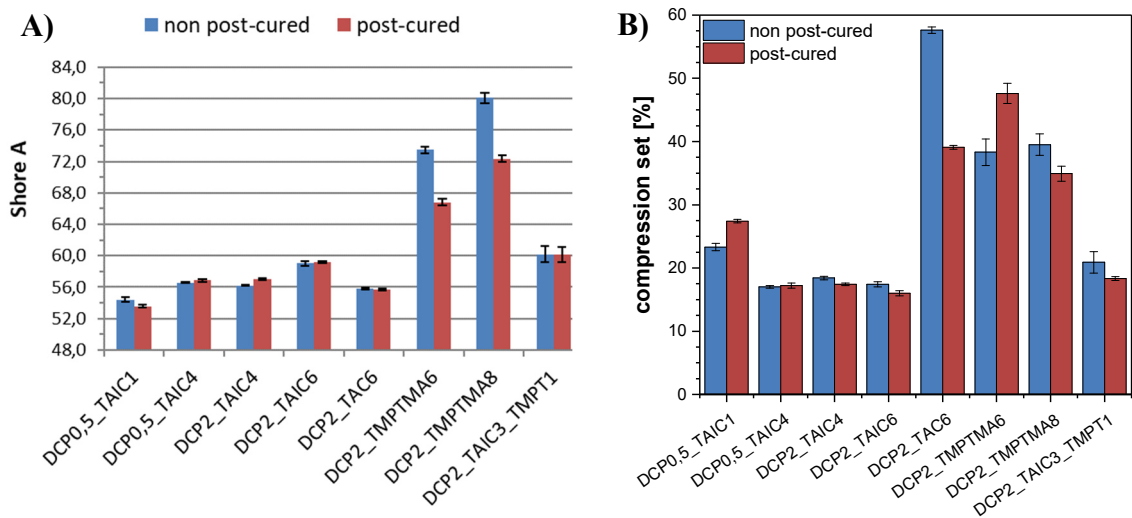 A)
non post-cured
post-cured
84,0
80,0
76,0
72,0
68,0
64,0
60,0
56,0
52,0
48,0
Shore A
DCP0,5_TAIC1
DCP0,5_TAIC4
DCP2_TAIC4
DCP2_TAIC6
DCP2_TAC6
DCP2_TMPTMA6
DCP2_TMPTMA8
DCP2_TAIC3_TMPT1
B)
non post-cured
post-cured
60
50
40
30
20
10
0
compression set [%]
DCP0,5_TAIC1
DCP0,5_TAIC4
DCP2_TAIC4
DCP2_TAIC6
DCP2_TAC6
DCP2_TMPTMA6
DCP2_TMPTMA8
DCP2_TAIC3_TMPT1